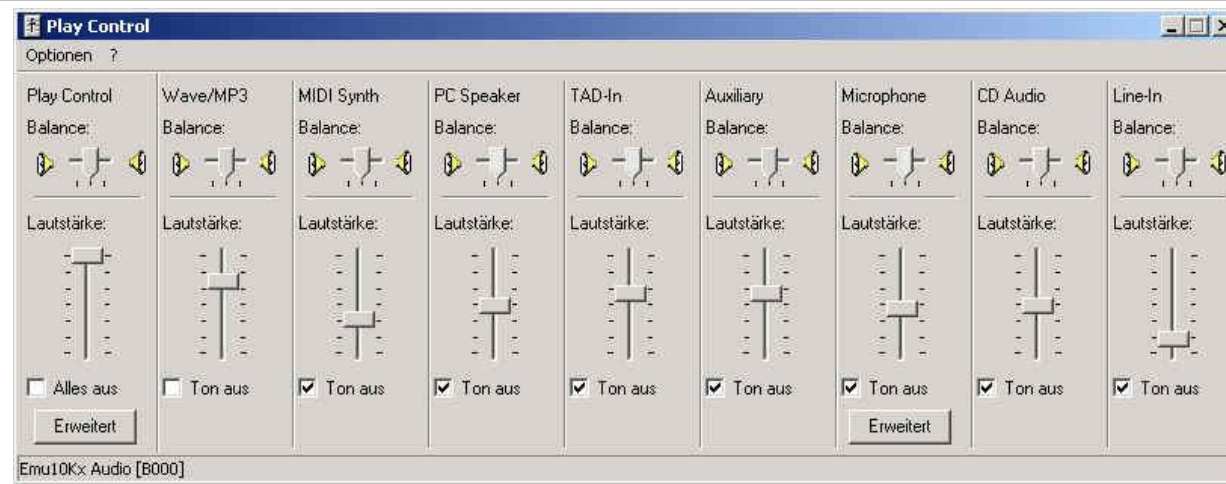 Play Control
Optionen ?
Play Control Wave/MP3 MIDI Synth PC Speaker TAD-In Auxiliary Microphone CD Audio Line-In
Balance: Balance: Balance: Balance: Balance: Balance: Balance: Balance: Balance:
Lautstärke: Lautstärke: Lautstärke: Lautstärke: Lautstärke: Lautstärke: Lautstärke: Lautstärke: Lautstärke:
Alles aus Ton aus Ton aus Ton aus Ton aus Ton aus Ton aus Ton aus Ton aus
Erweitert Erweitert
Emu10Kx Audio [B000]